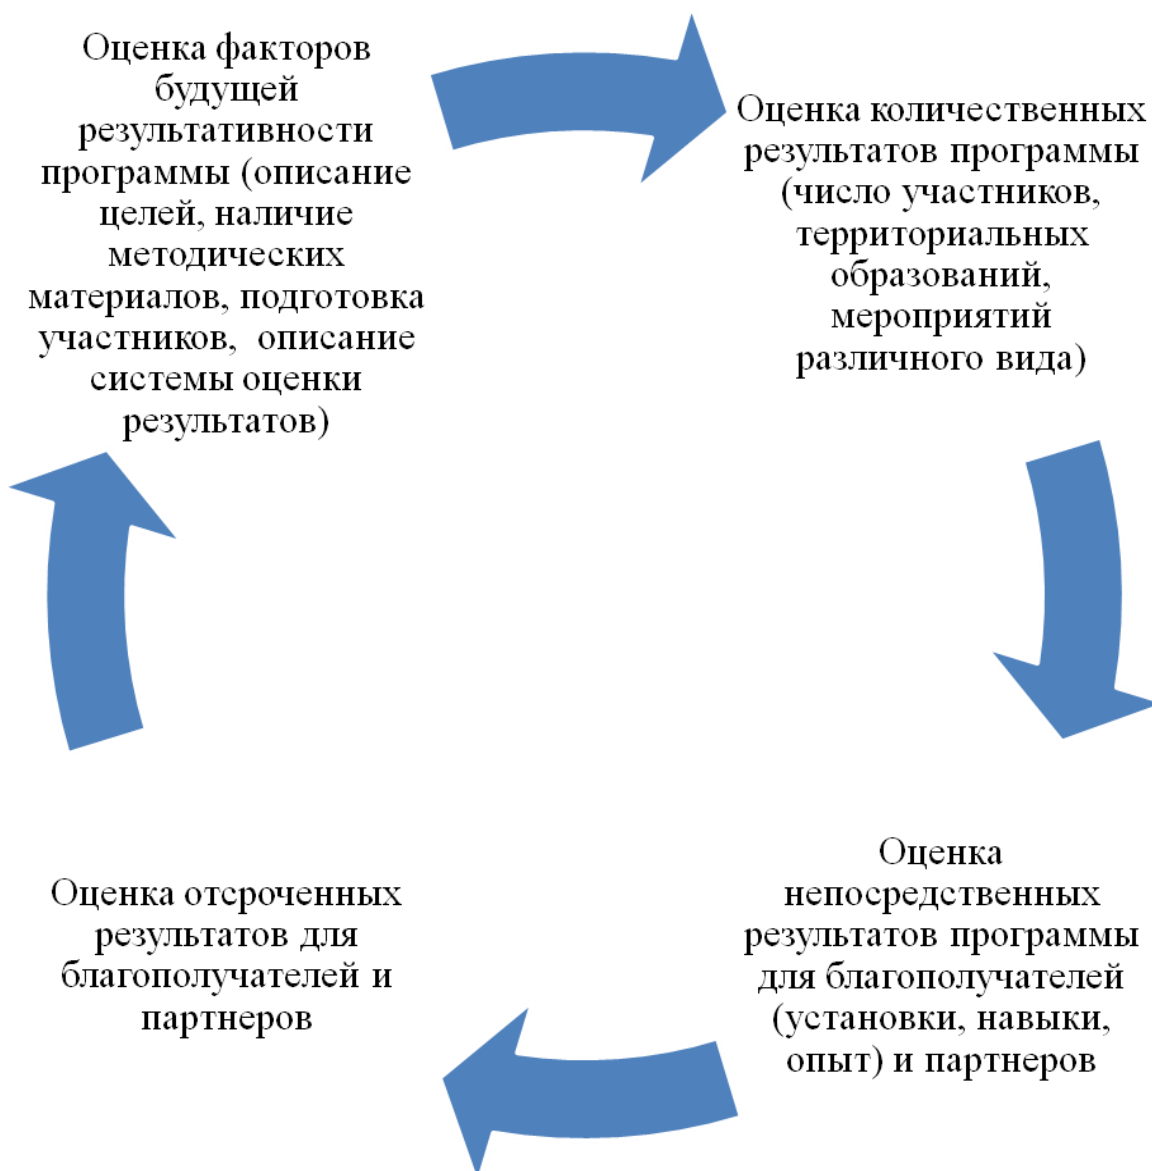 Оценка факторов
будущей
результативности
программы (описание
целей, наличие
методических
материалов, подготовка
участников,  описание
системы оценки
результатов)
Оценка количественных
результатов программы
(число участников,
территориальных
образований,
мероприятий
различного вида)
Оценка
непосредственных
результатов программы
для благополучателей
(установки, навыки,
опыт) и партнеров
Оценка отсроченных
результатов для
благополучателей и
партнеров